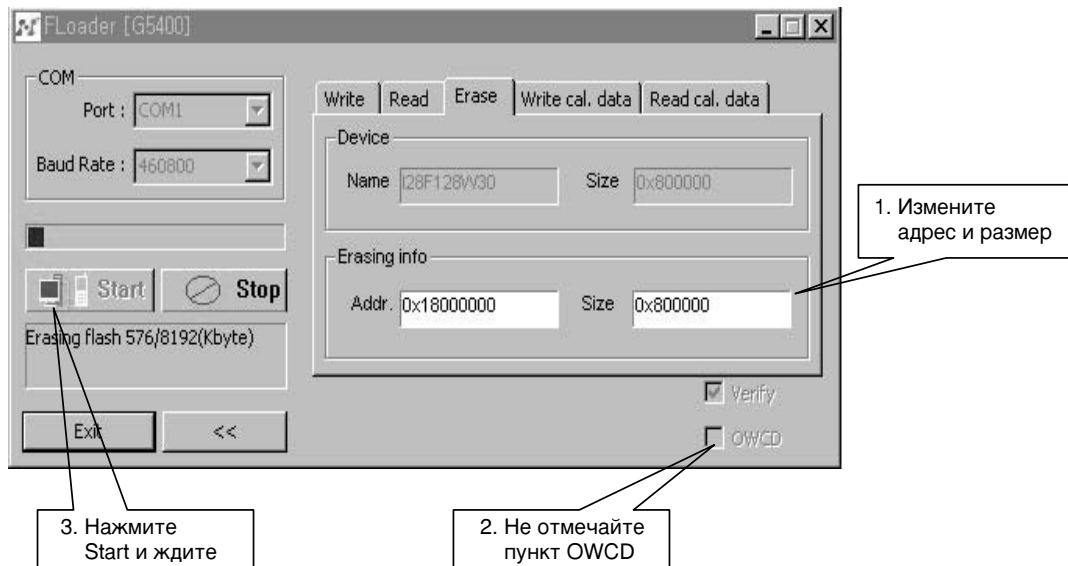 FLoader [G5400]
COM
Port : COM1
Baud Rate : 460800
Start
Stop
Erasing flash 576/8192(Kbyte)
Exit
<<
Write Read Erase Write cal. data Read cal. data
Device
Name I28F128W30 Size 0x800000
Erasing info
Addr. 0x18000000 Size 0x800000
Verify
OWCD
1. Измените
адрес и размер
3. Нажмите
Start и ждите
2. Не отмечайте
пункт OWCD